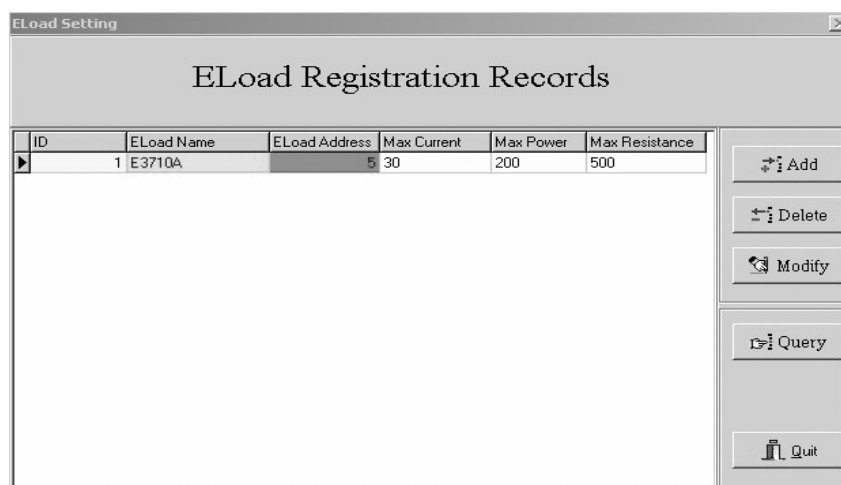 ELoad Setting
ELoad Registration Records
ID ELoad Name ELoad Address Max Current Max Power Max Resistance
1 E3710A 5 30 200 500
Add
Delete
Modify
Query
Quit